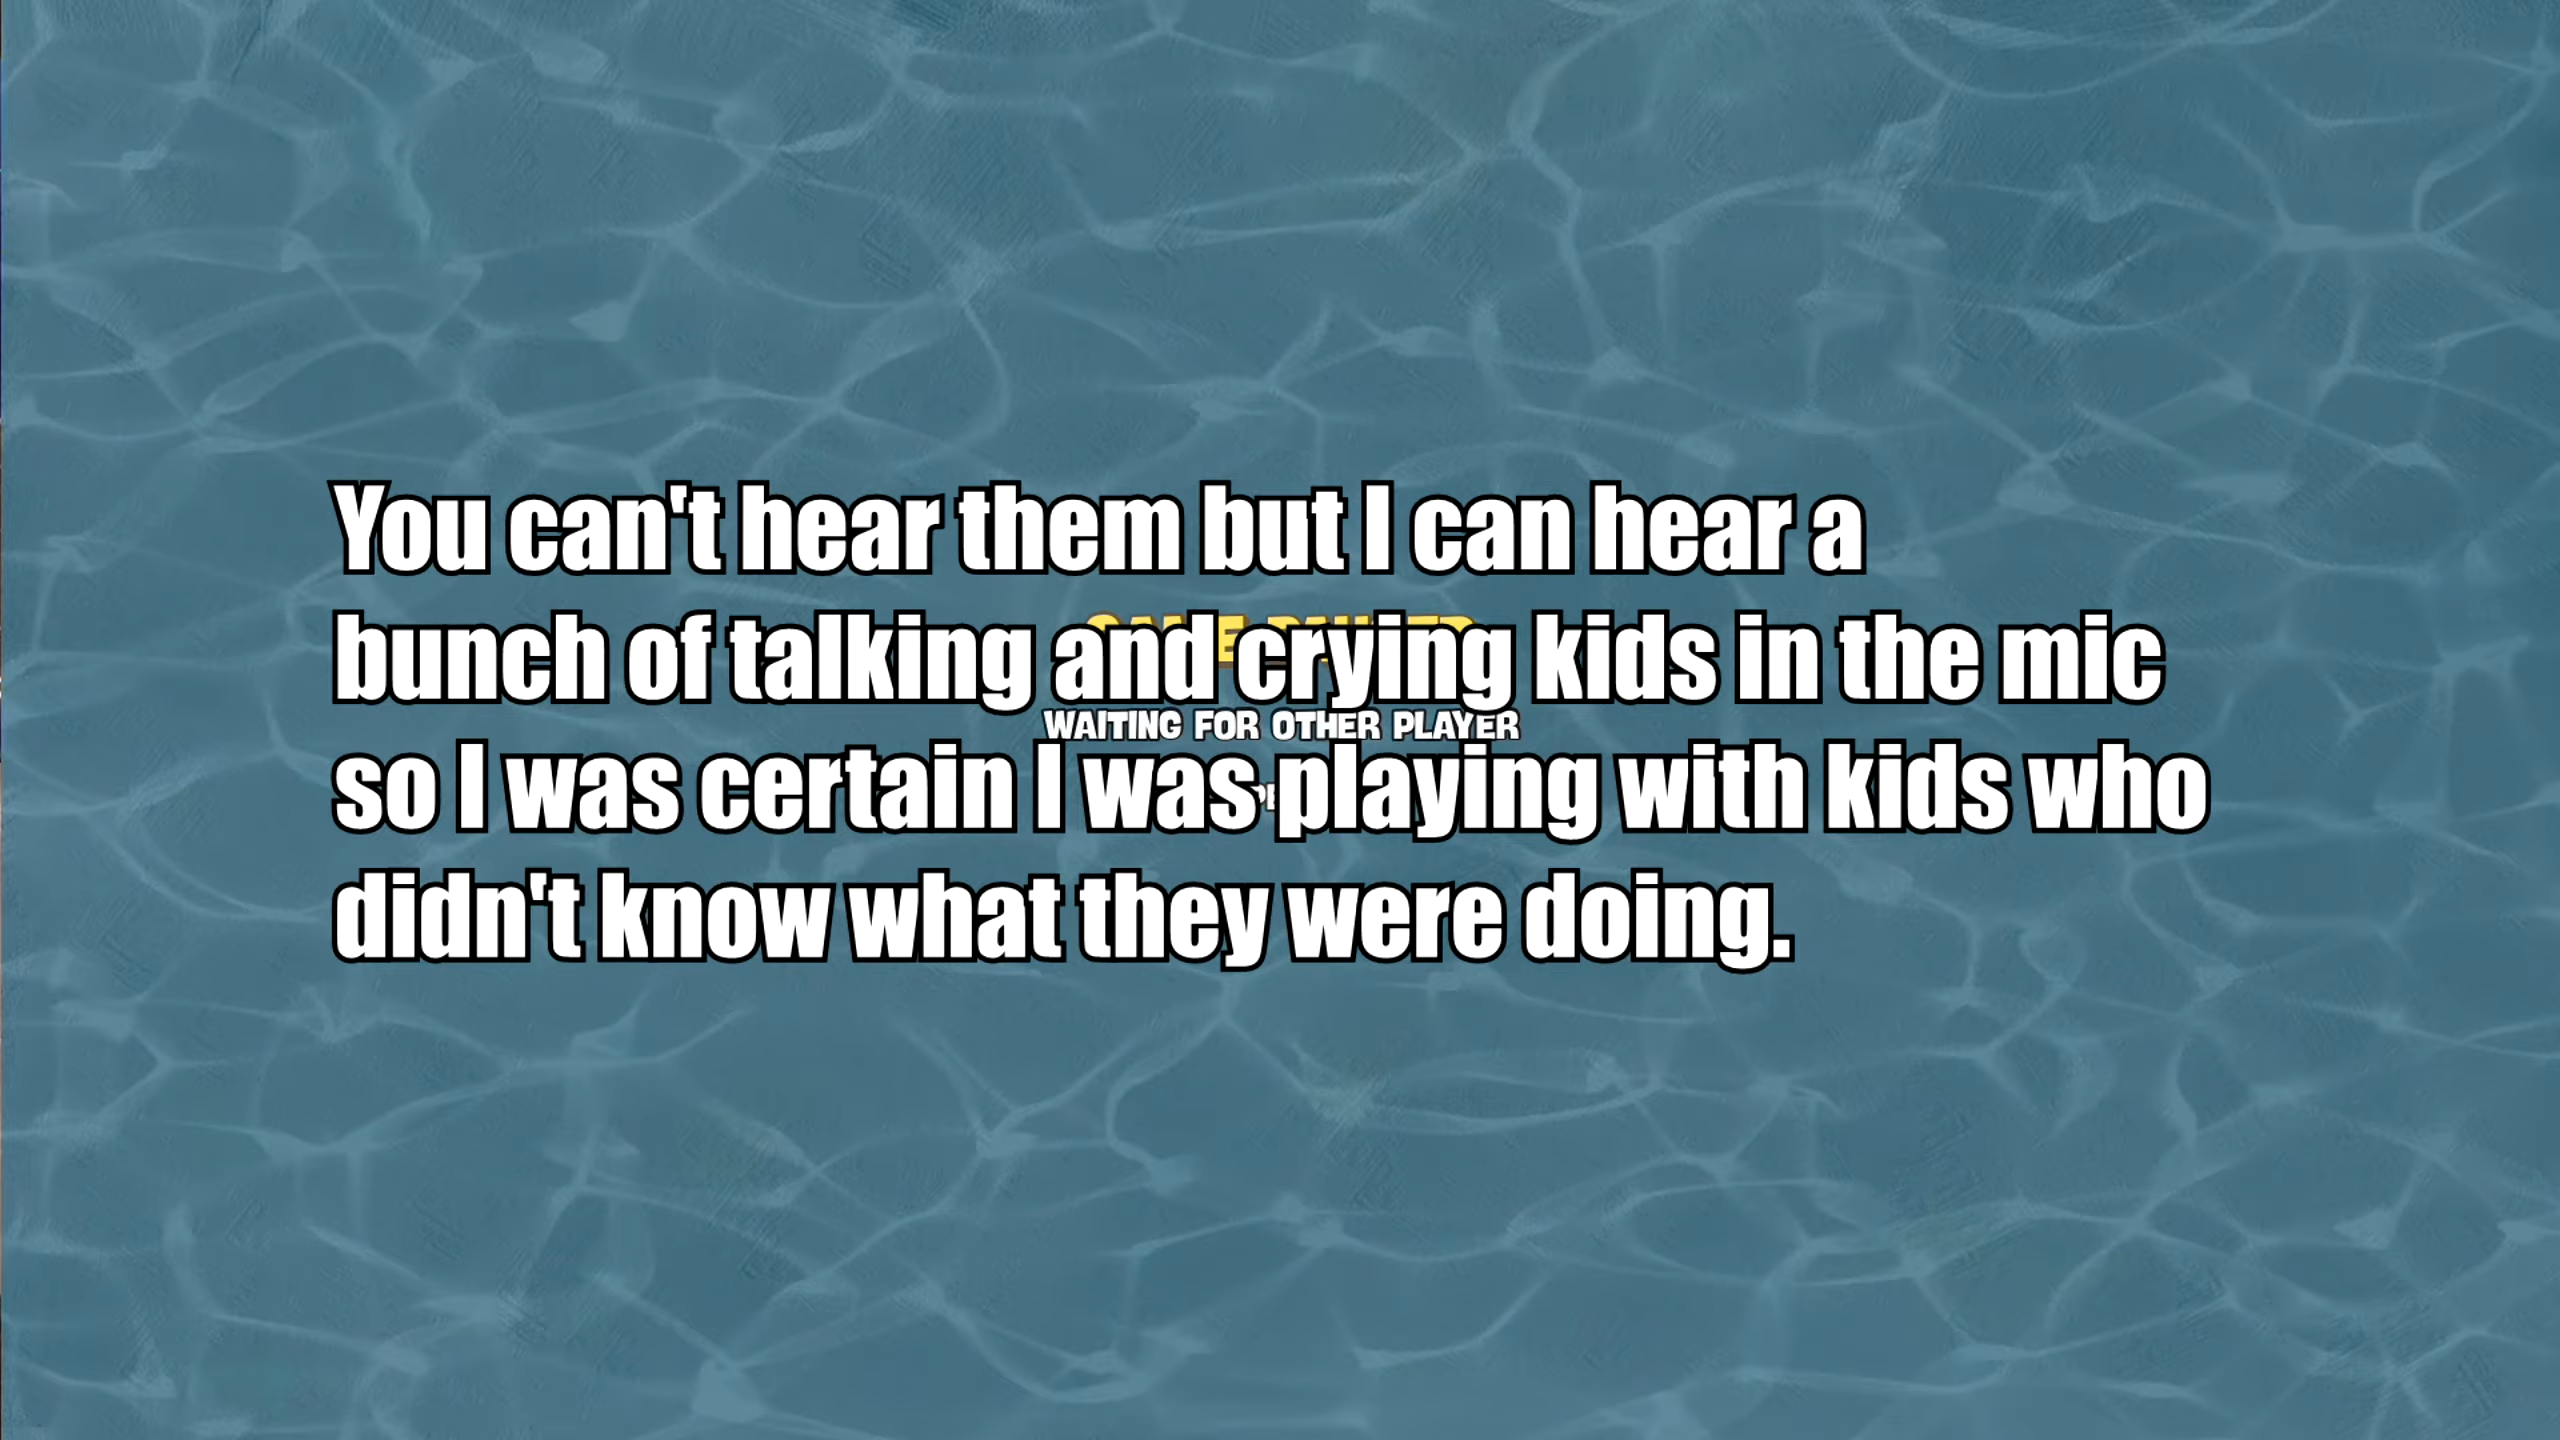 You can't hear them but I can hear a
bunch of talking and crying kids in the mic
WAITING FOR OTHER PLAYER
so I was certain I was playing with kids who
didn't know what they were doing.